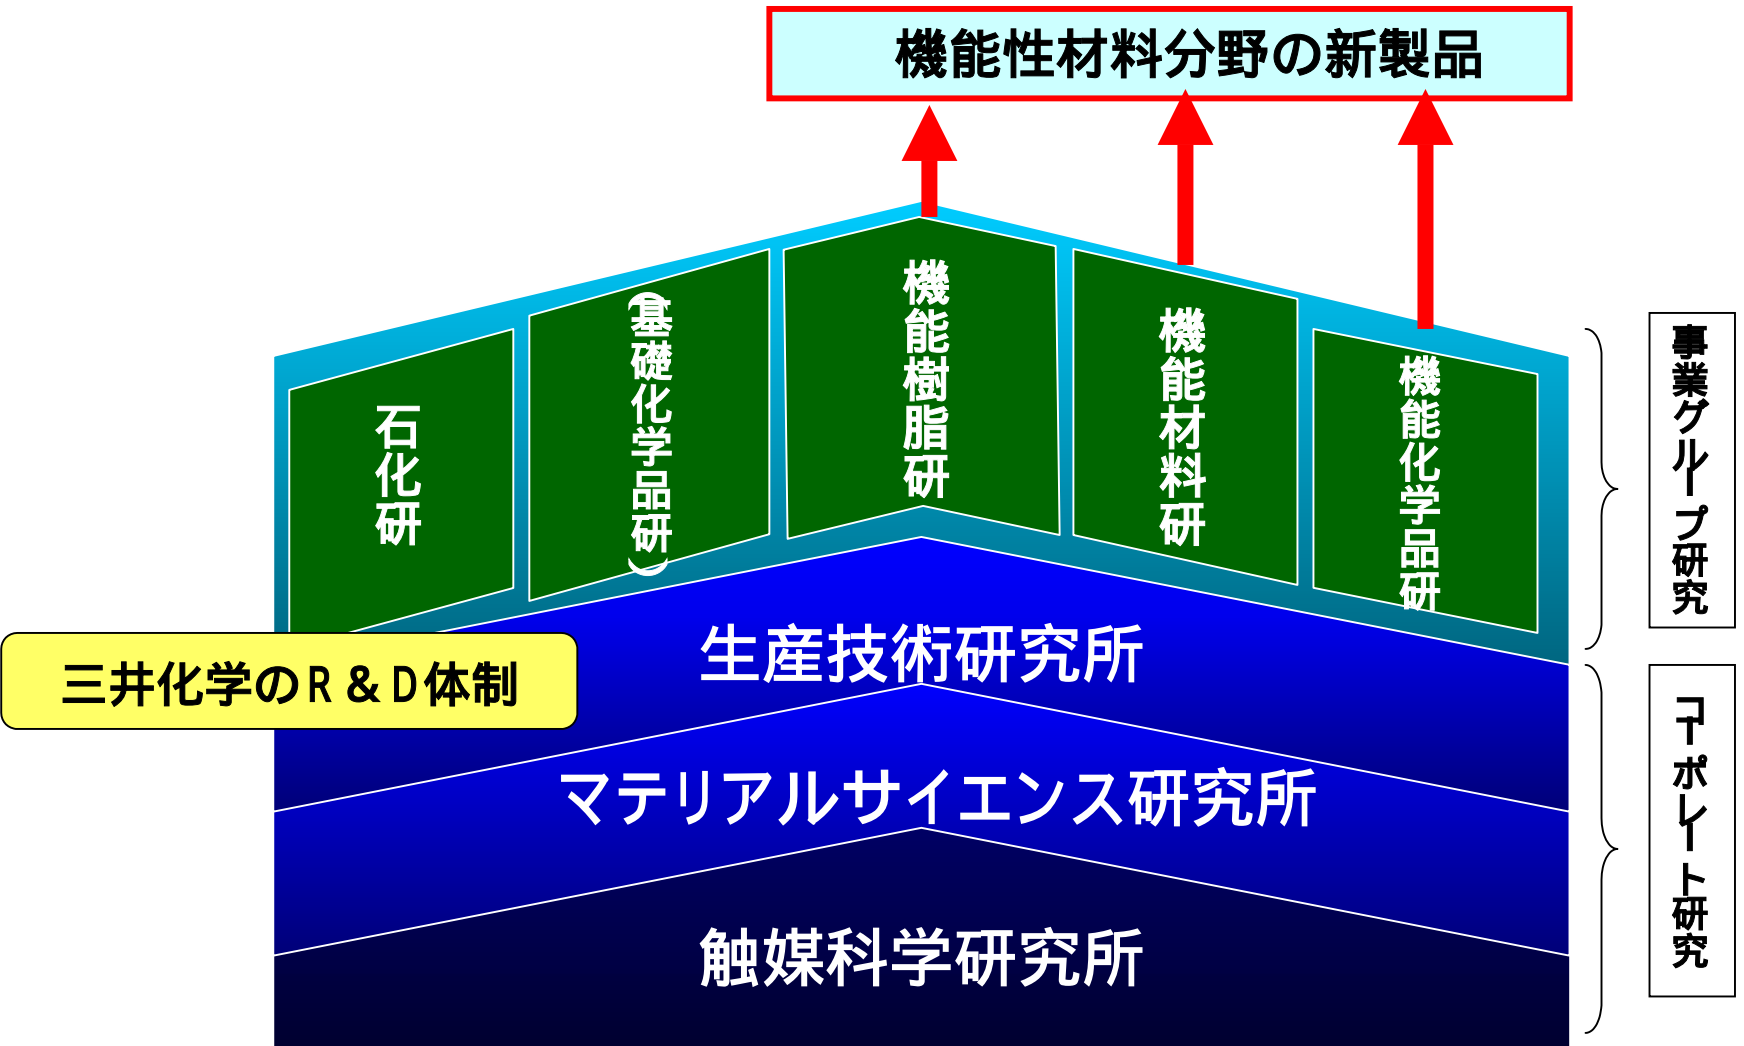 機能性材料分野の新製品
石化研
(基礎化学品研)
機能樹脂研
機能材料研
機能化学品研
事業グループ研究
三井化学のR&D体制
生産技術研究所
マテリアルサイエンス研究所
触媒科学研究所
コーポレート研究